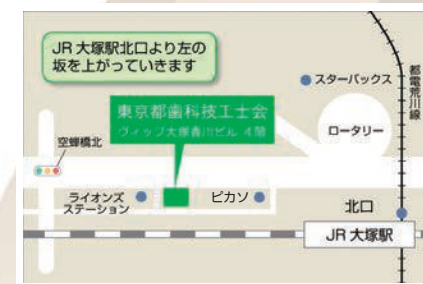 JR 大塚駅北口より左の
坂を上がっていきます
スターバックス
都電荒川線
東京都歯科技工士会
ヴィップ大塚香川ビル 4階
ロータリー
空蝉橋北
ライオンズ
ステーション
ピカソ
北口
JR 大塚駅